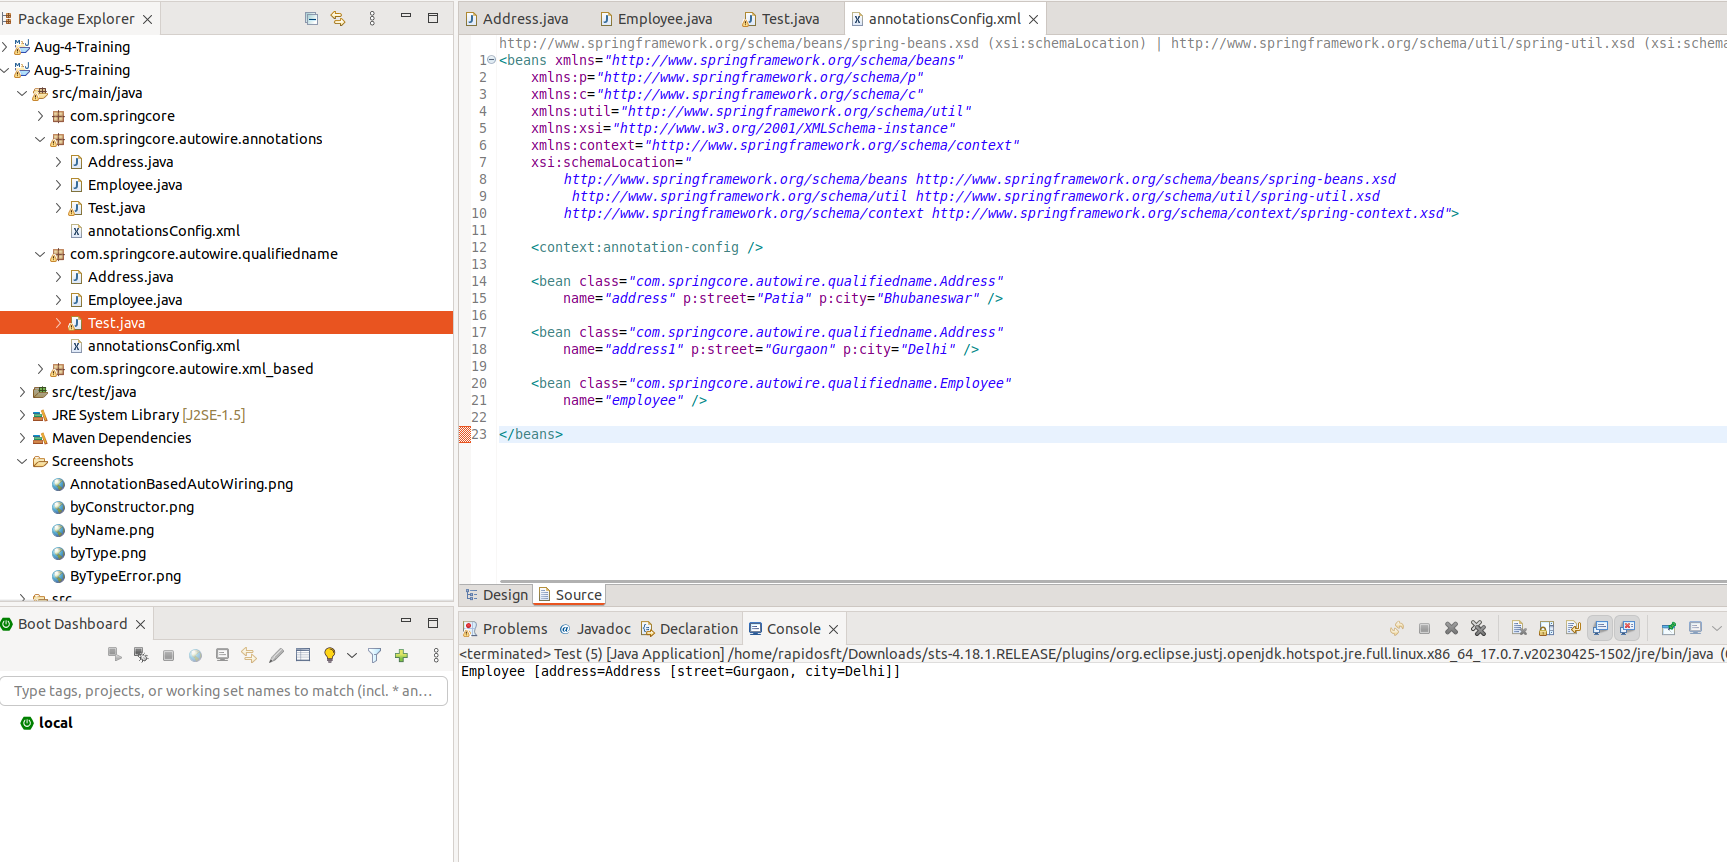 Package Explorer
Aug-4-Training
Aug-5-Training
src/main/java
com.springcore
com.springcore.autowire.annotations
Address.java
Employee.java
Test.java
annotationsConfig.xml
com.springcore.autowire.qualifiedname
Address.java
Employee.java
Test.java
annotationsConfig.xml
com.springcore.autowire.xml_based
src/test/java
JRE System Library [J2SE-1.5]
Maven Dependencies
Screenshots
AnnotationBasedAutoWiring.png
byConstructor.png
byName.png
byType.png
ByTypeError.png
src
Boot Dashboard
Type tags, projects, or working set names to match (incl. * an...
local
Address.java Employee.java Test.java annotationsConfig.xml
http://www.springframework.org/schema/beans/spring-beans.xsd (xsi:schemaLocation) | http://www.springframework.org/schema/util/spring-util.xsd (xsi:schema
1 <beans xmlns="http://www.springframework.org/schema/beans"
2 xmlns:p="http://www.springframework.org/schema/p"
3 xmlns:c="http://www.springframework.org/schema/c"
4 xmlns:util="http://www.springframework.org/schema/util"
5 xmlns:xsi="http://www.w3.org/2001/XMLSchema-instance"
6 xmlns:context="http://www.springframework.org/schema/context"
7 xsi:schemaLocation="
8 http://www.springframework.org/schema/beans http://www.springframework.org/schema/beans/spring-beans.xsd
9 http://www.springframework.org/schema/util http://www.springframework.org/schema/util/spring-util.xsd
10 http://www.springframework.org/schema/context http://www.springframework.org/schema/context/spring-context.xsd">
11
12 <context:annotation-config />
13
14 <bean class="com.springcore.autowire.qualifiedname.Address"
15 name="address" p:street="Patia" p:city="Bhubaneswar" />
16
17 <bean class="com.springcore.autowire.qualifiedname.Address"
18 name="address1" p:street="Gurgaon" p:city="Delhi" />
19
20 <bean class="com.springcore.autowire.qualifiedname.Employee"
21 name="employee" />
22
23 </beans>
Design Source
Problems Javadoc Declaration Console
<terminated> Test (5) [Java Application] /home/rapidosft/Downloads/sts-4.18.1.RELEASE/plugins/org.eclipse.justj.openjdk.hotspot.jre.full.linux.x86_64_17.0.7.v20230425-1502/jre/bin/java (
Employee [address=Address [street=Gurgaon, city=Delhi]]